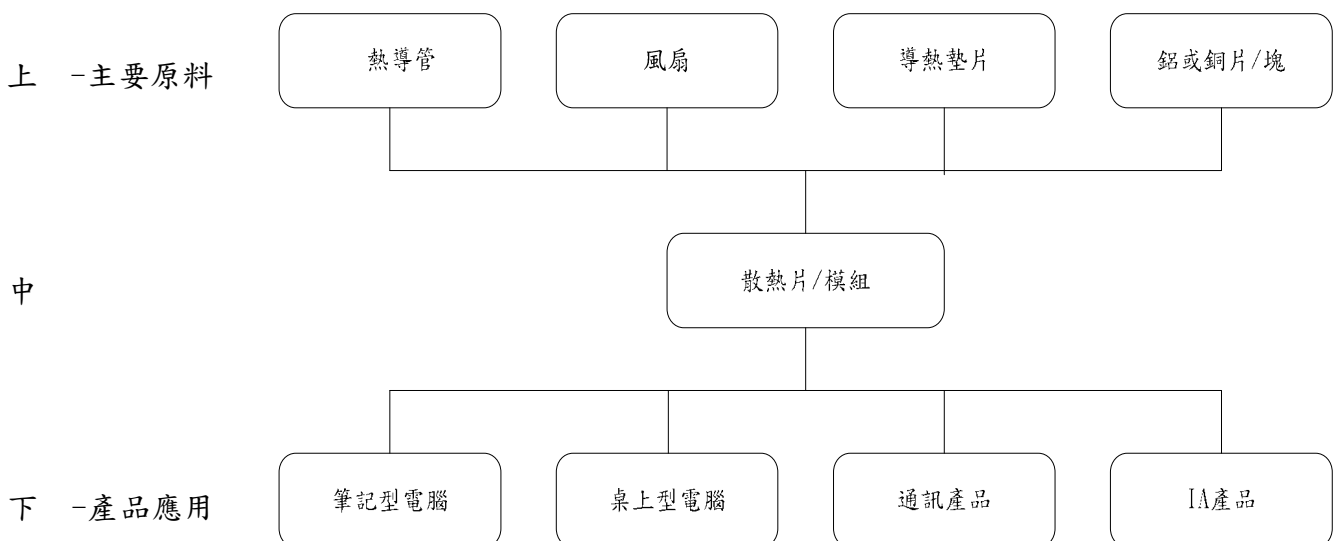 熱導管
風扇
導熱墊片
鋁或銅片/塊
上 -主要原料
散熱片/模組
中
筆記型電腦
桌上型電腦
通訊產品
IA產品
下 -產品應用